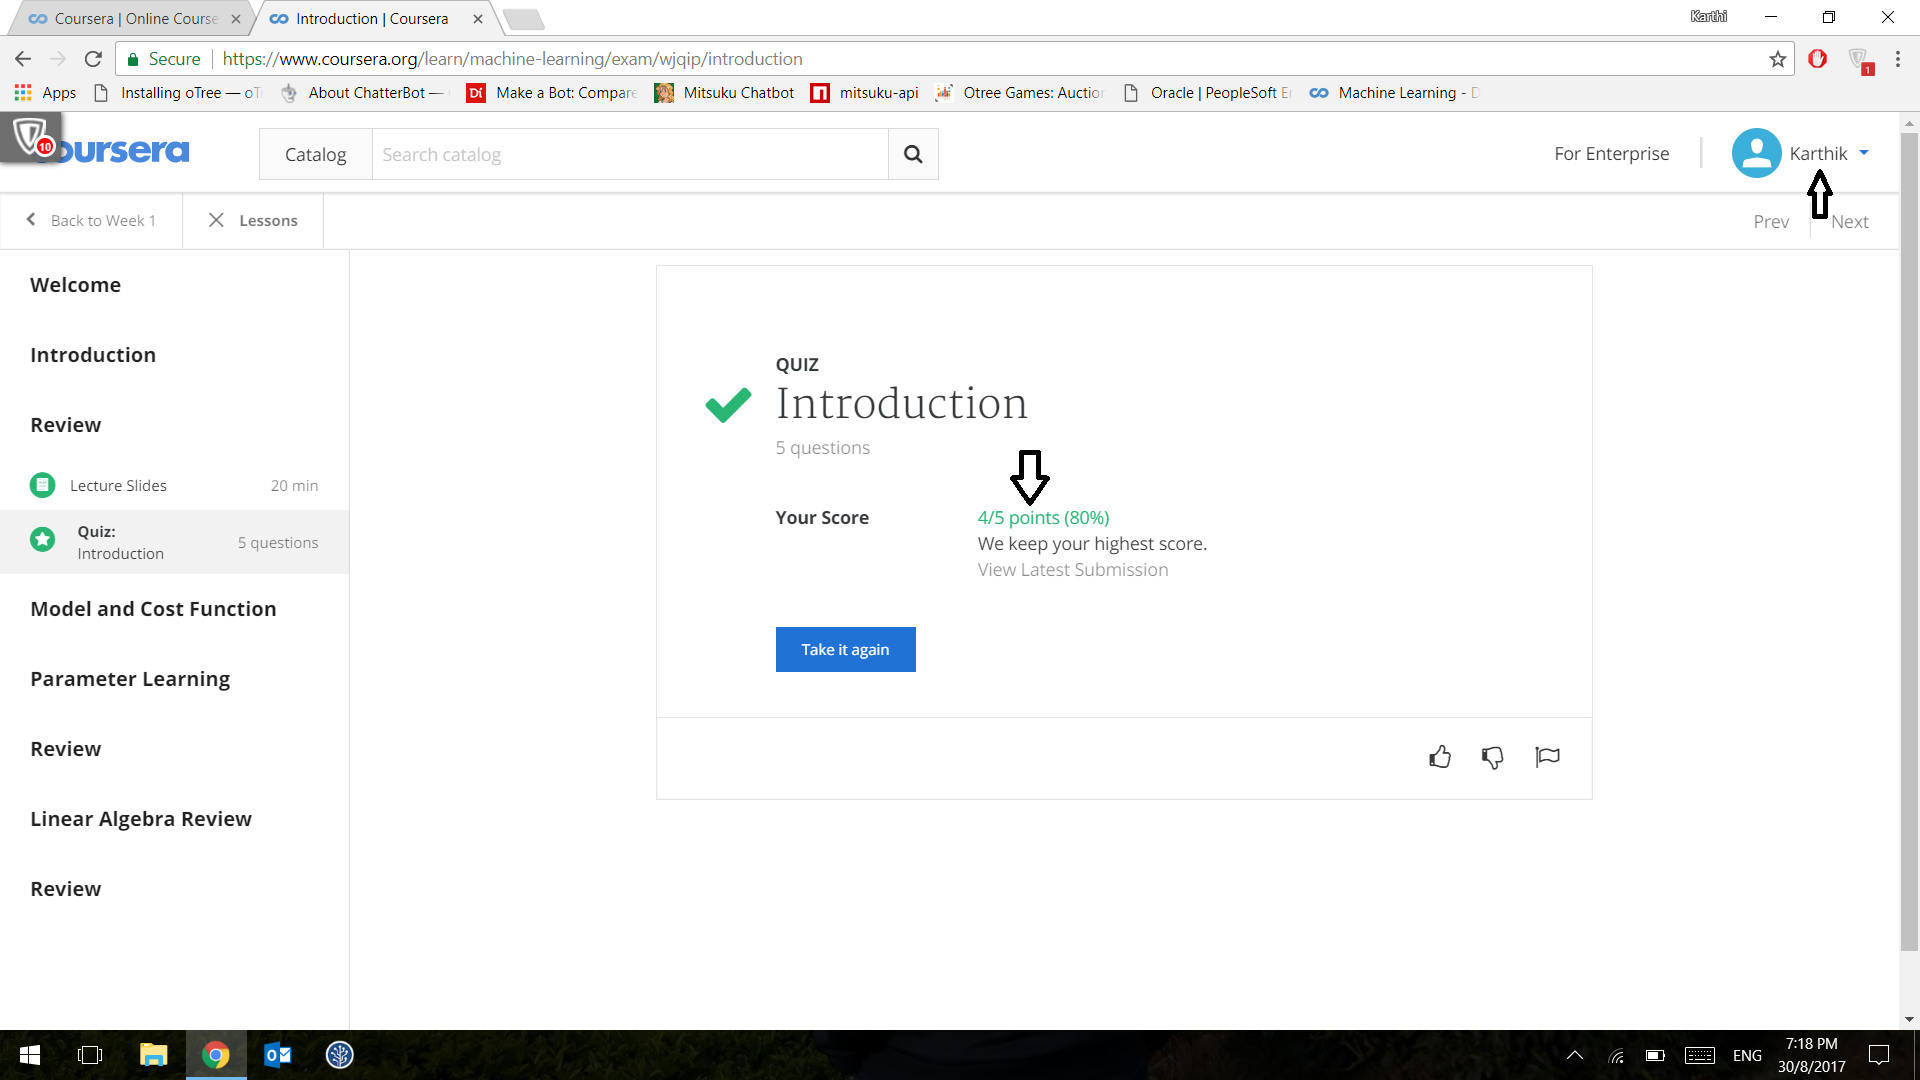 Coursera | Online Course
Introduction | Coursera
Karthi
Secure
https://www.coursera.org/learn/machine-learning/exam/wjqip/introduction
1
Apps
Installing oTree — oT
About ChatterBot —
Di
Make a Bot: Compare
Mitsuku Chatbot
mitsuku-api
Otree Games: Auction
Oracle | PeopleSoft E
Machine Learning - D
10
oursera
Catalog
Search catalog
For Enterprise
Karthik
Back to Week 1
Lessons
Prev
Next
Welcome
Introduction
Review
Lecture Slides
20 min
Quiz:
Introduction
5 questions
Model and Cost Function
Parameter Learning
Review
Linear Algebra Review
Review
QUIZ
Introduction
5 questions
Your Score
4/5 points (80%)
We keep your highest score.
View Latest Submission
Take it again
ENG
7:18 PM
30/8/2017